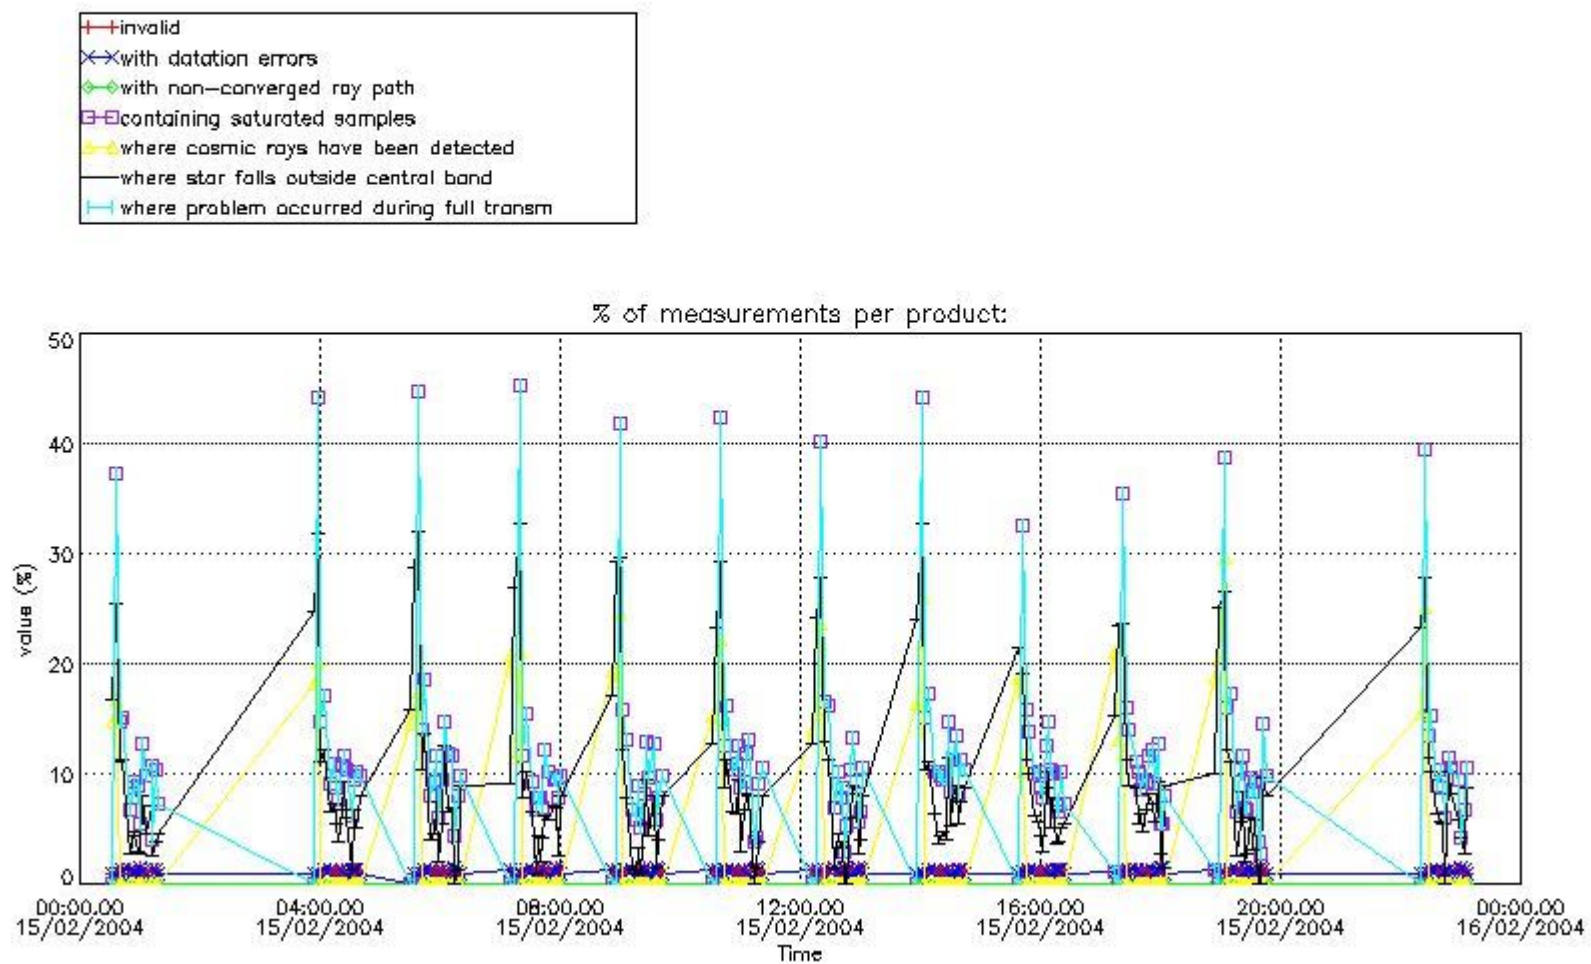 invalid
with datation errors
with non-converged ray path
containing saturated samples
where cosmic rays have been detected
where star falls outside central band
where problem occurred during full transm
% of measurements per product:
50
40
30
20
10
0
value (%)
00:00:00 04:00:00 08:00:00 12:00:00 16:00:00 20:00:00 00:00:00
15/02/2004 15/02/2004 15/02/2004 15/02/2004 15/02/2004 15/02/2004 16/02/2004
Time